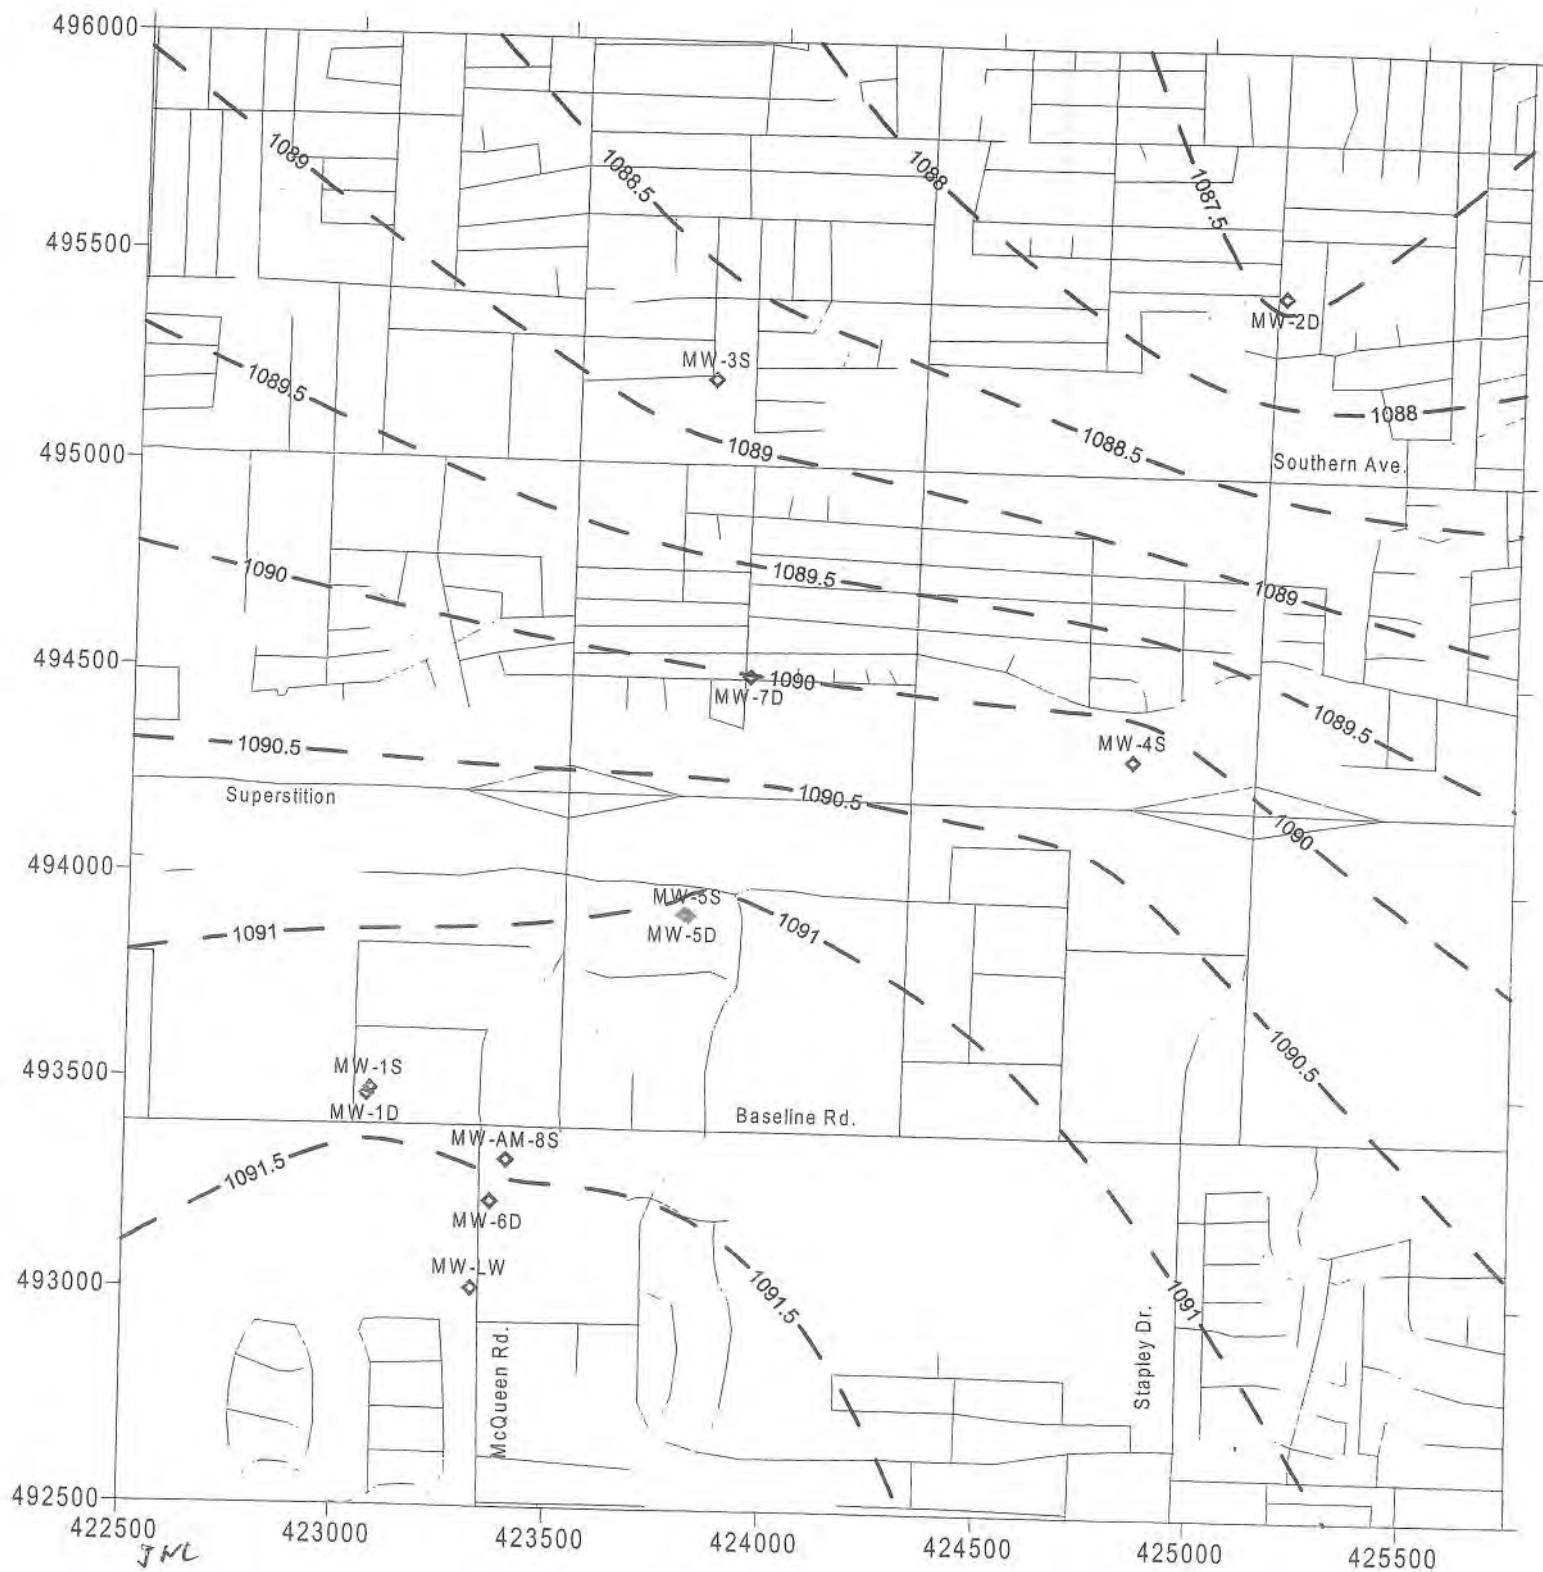 496000
1089
1088.5
1088
1087.5
495500
MW-2D
MW-3S
1089.5
1088
1089
1088.5
495000
Southern Ave.
1090
1089.5
1089
494500
1090
MW-7D
1089.5
MW-4S
1090.5
Superstition
1090.5
1090
494000
MW-5S
1091
MW-5D
1091
1090.5
493500
MW-1S
MW-1D
Baseline Rd.
MW-AM-8S
1091.5
MW-6D
MW-LW
493000
1091.5
1091
Stapley Dr.
McQueen Rd.
492500
422500
423000
423500
424000
424500
425000
425500
JWL